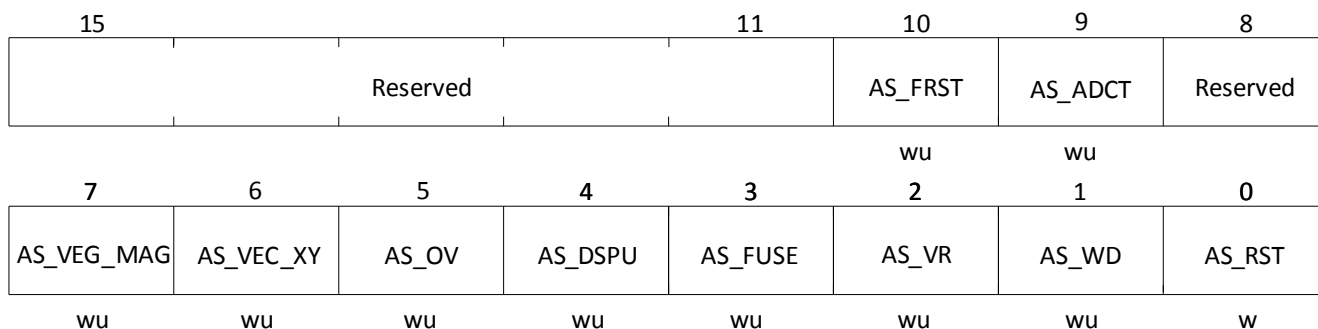 15 11 10 9 8
Reserved AS_FRST AS_ADCT Reserved
wu wu
7 6 5 4 3 2 1 0
AS_VEG_MAG AS_VEC_XY AS_OV AS_DSPU AS_FUSE AS_VR AS_WD AS_RST
wu wu wu wu wu wu wu w